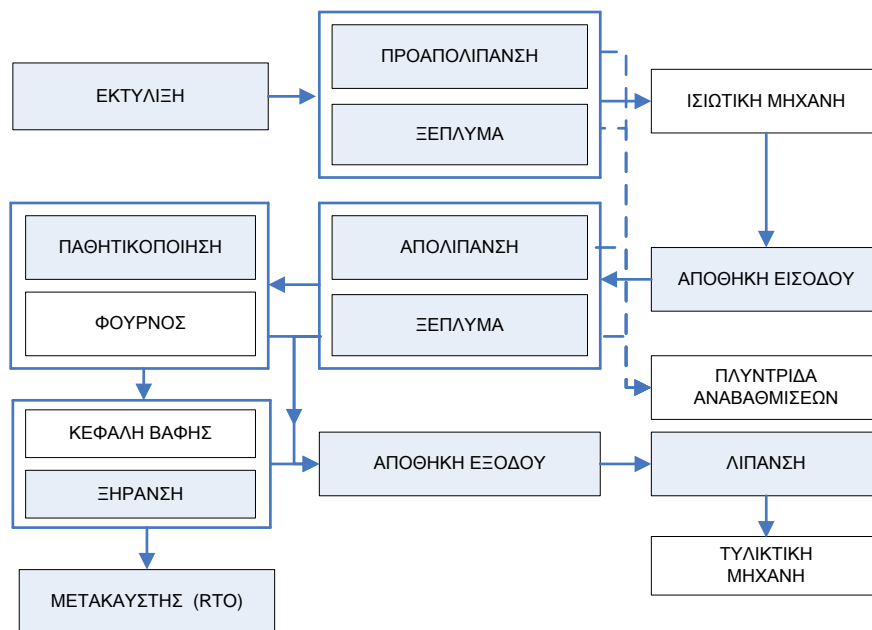 ΕΚΤΥΛΙΞΗ
ΠΡΟΑΠΟΛΙΠΑΝΣΗ
ΞΕΠΛΥΜΑ
ΙΣΙΩΤΙΚΗ ΜΗΧΑΝΗ
ΠΑΘΗΤΙΚΟΠΟΙΗΣΗ
ΦΟΥΡΝΟΣ
ΑΠΟΛΙΠΑΝΣΗ
ΞΕΠΛΥΜΑ
ΑΠΟΘΗΚΗ ΕΙΣΟΔΟΥ
ΠΛΥΝΤΡΙΔΑ
ΑΝΑΒΑΘΜΙΣΕΩΝ
ΚΕΦΑΛΗ ΒΑΦΗΣ
ΞΗΡΑΝΣΗ
ΑΠΟΘΗΚΗ ΕΞΟΔΟΥ
ΛΙΠΑΝΣΗ
ΜΕΤΑΚΑΥΣΤΗΣ (RTO)
ΤΥΛΙΚΤΙΚΗ
ΜΗΧΑΝΗ